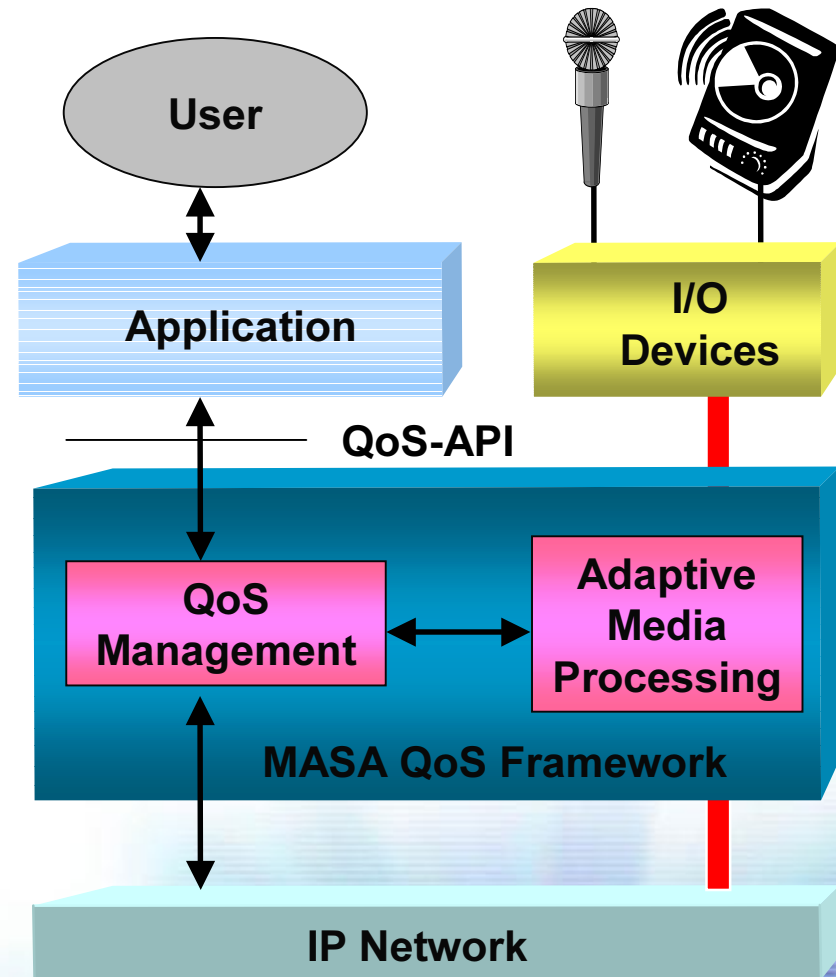 User
Application
I/O
Devices
QoS-API
QoS
Management
Adaptive
Media
Processing
MASA QoS Framework
IP Network